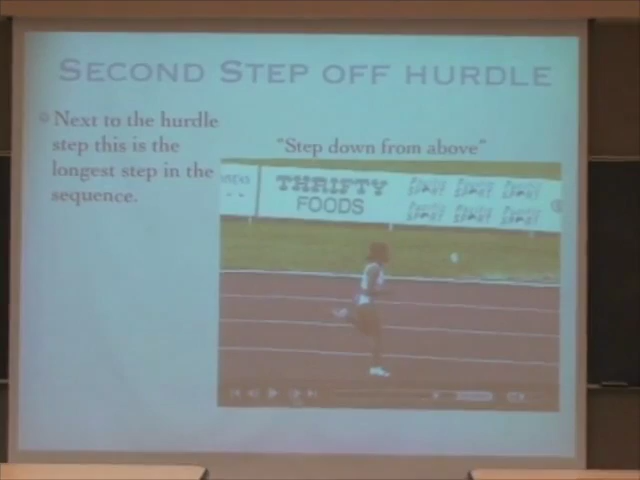 SECOND STEP OFF HURDLE
Next to the hurdle
step this is the
longest step in the
sequence.
"Step down from above"
THRIFTY
FOODS